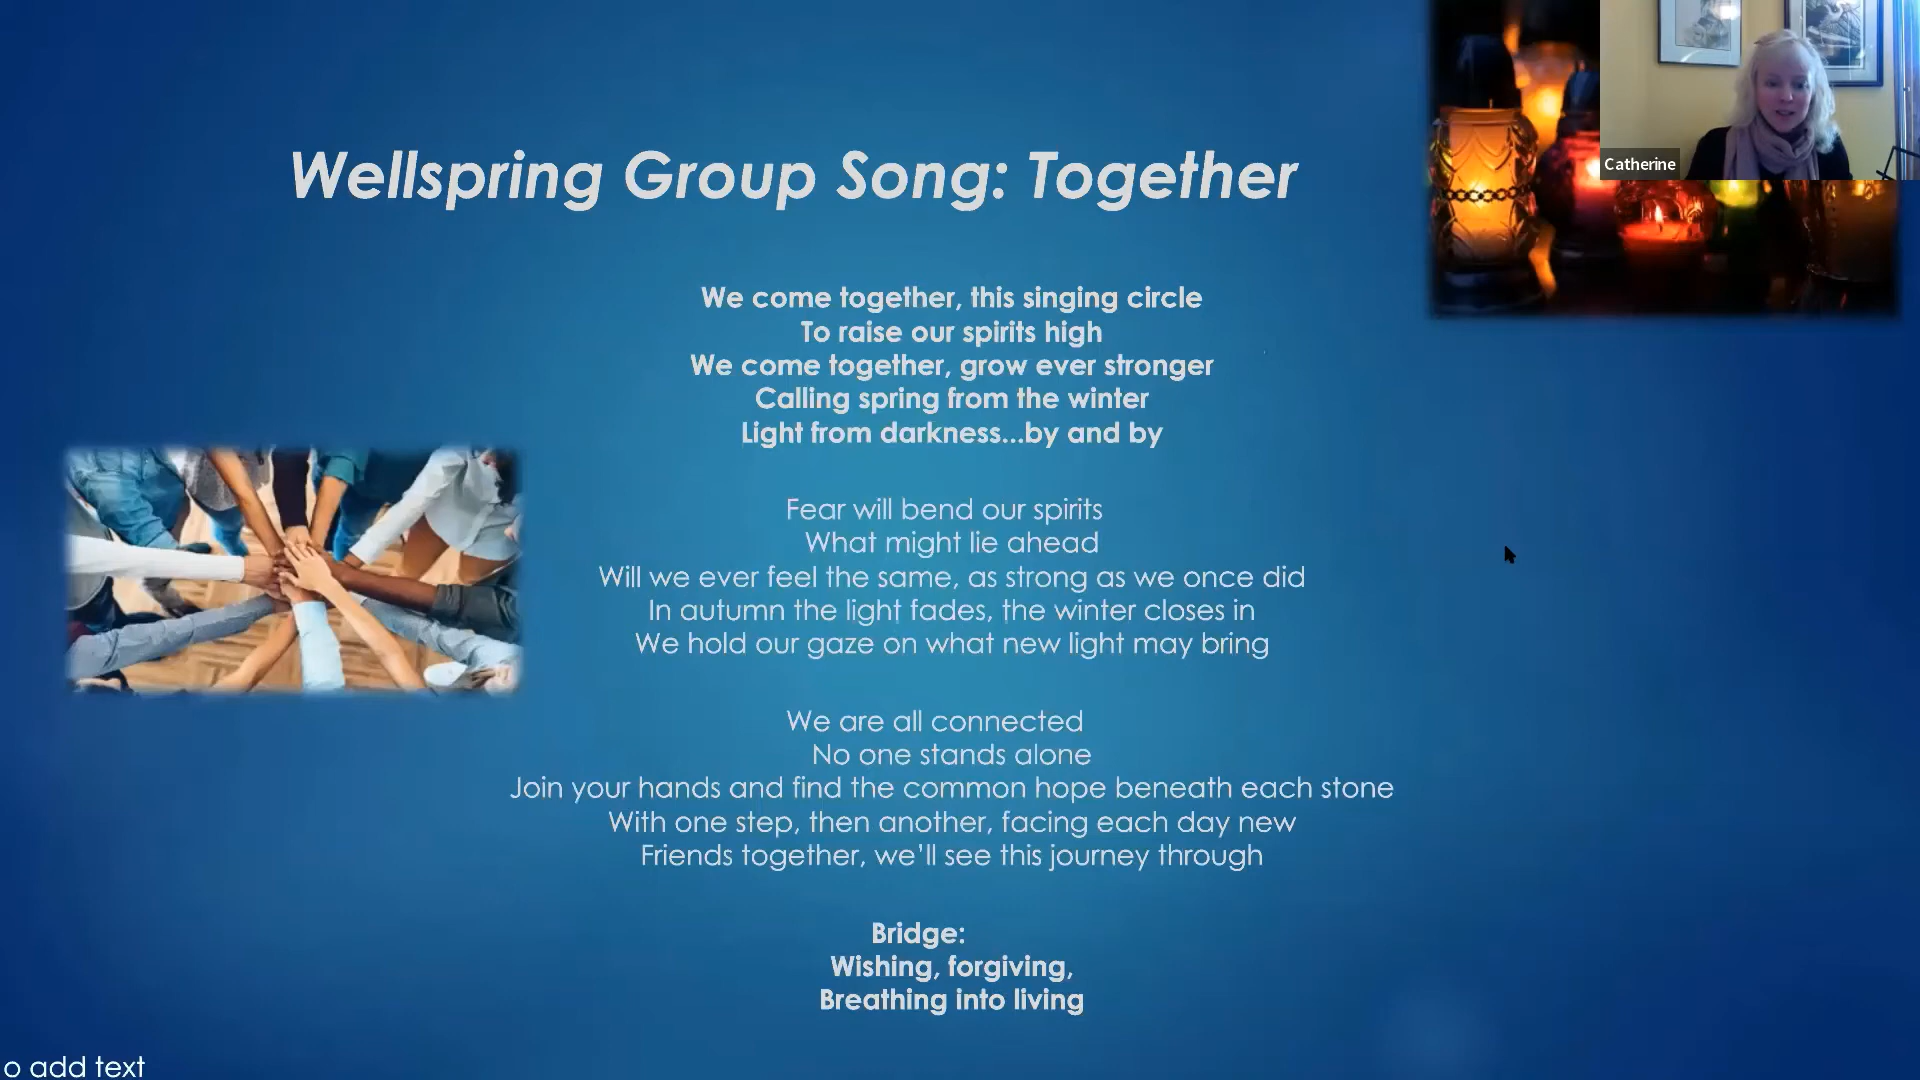 Wellspring Group Song: Together
Catherine
We come together, this singing circle
To raise our spirits high
We come together, grow ever stronger
Calling spring from the winter
Light from darkness...by and by
Fear will bend our spirits
What might lie ahead
Will we ever feel the same, as strong as we once did
In autumn the light fades, the winter closes in
We hold our gaze on what new light may bring
We are all connected
No one stands alone
Join your hands and find the common hope beneath each stone
With one step, then another, facing each day new
Friends together, we’ll see this journey through
Bridge:
Wishing, forgiving,
Breathing into living
o add text